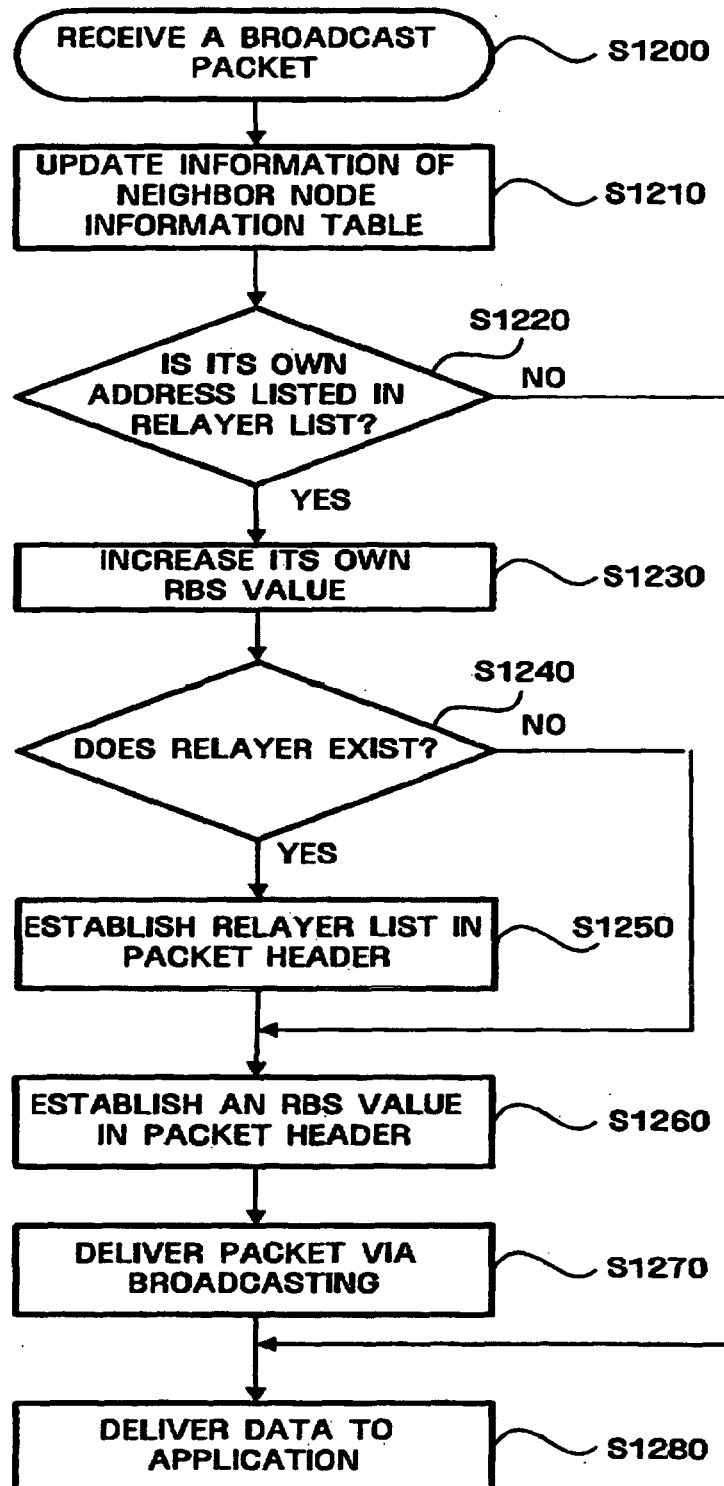 RECEIVE A BROADCAST
PACKET
S1200
UPDATE INFORMATION OF
NEIGHBOR NODE
INFORMATION TABLE
S1210
S1220
IS ITS OWN
ADDRESS LISTED IN
RELAYER LIST?
NO
YES
INCREASE ITS OWN
RBS VALUE
S1230
S1240
DOES RELAYER EXIST?
NO
YES
ESTABLISH RELAYER LIST IN
PACKET HEADER
S1250
ESTABLISH AN RBS VALUE
IN PACKET HEADER
S1260
DELIVER PACKET VIA
BROADCASTING
S1270
DELIVER DATA TO
APPLICATION
S1280